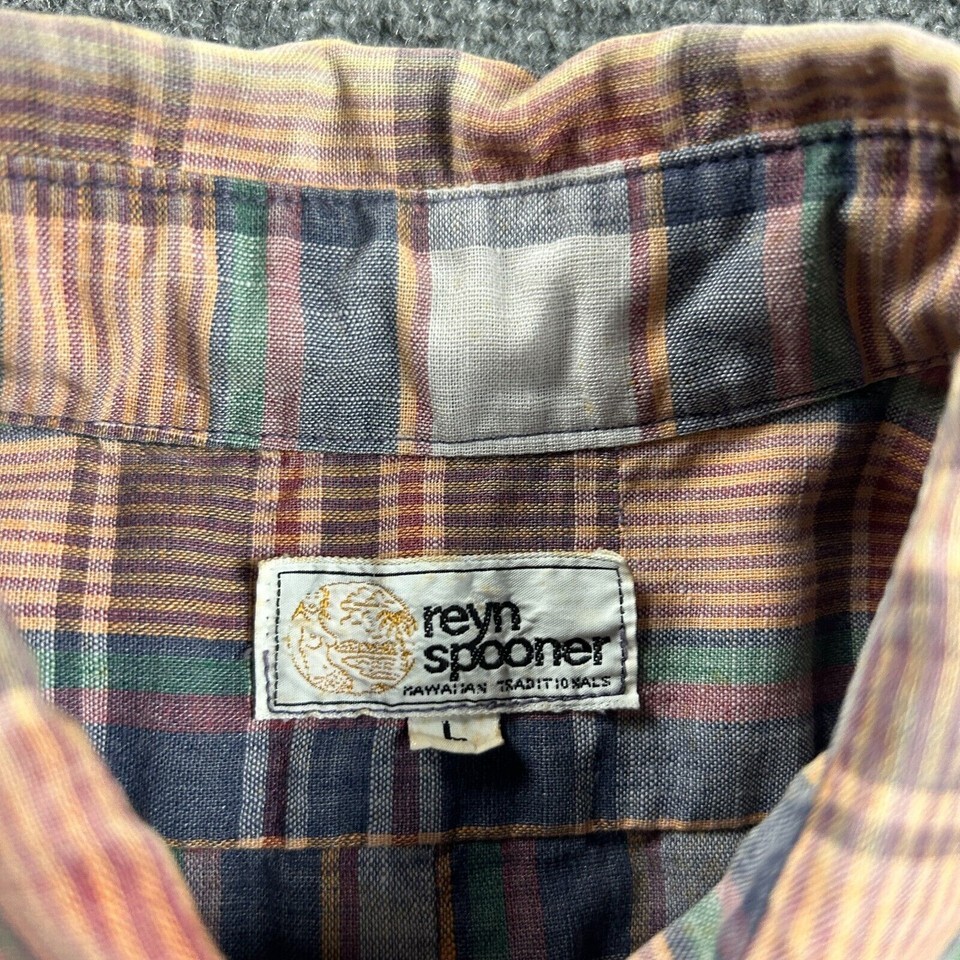 reyn
spooner
HAWAIIAN TRADITIONALS
L